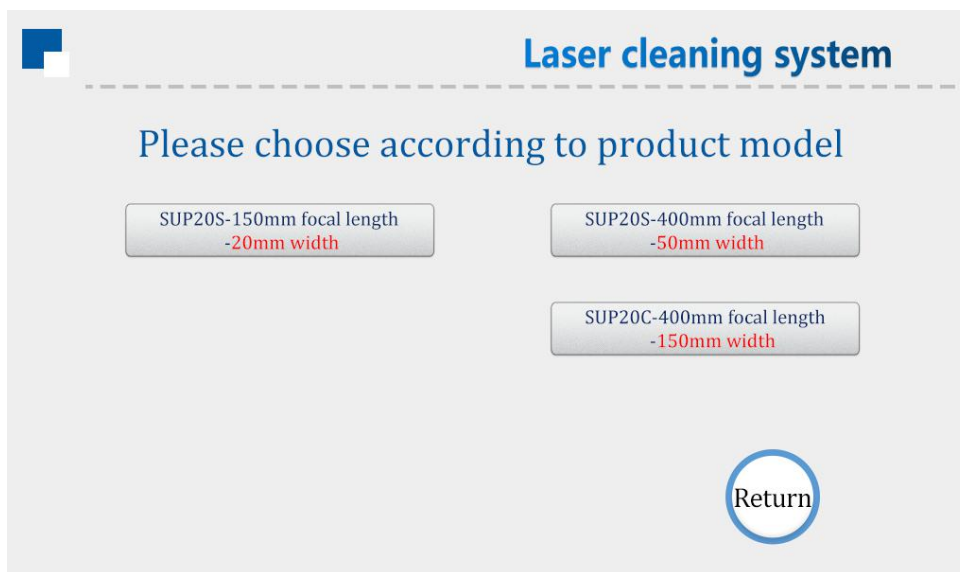 Laser cleaning system
Please choose according to product model
SUP20S-150mm focal length
-20mm width
SUP20S-400mm focal length
-50mm width
SUP20C-400mm focal length
-150mm width
Return